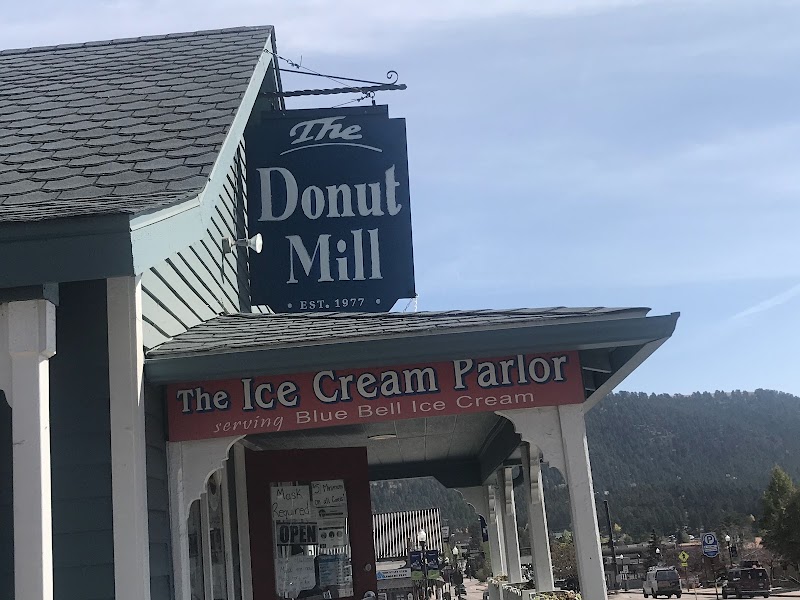 The
Donut
Mill
• EST. 1977 •
The Ice Cream Parlor
serving Blue Bell Ice Cream
Mask
Required
OPEN
P